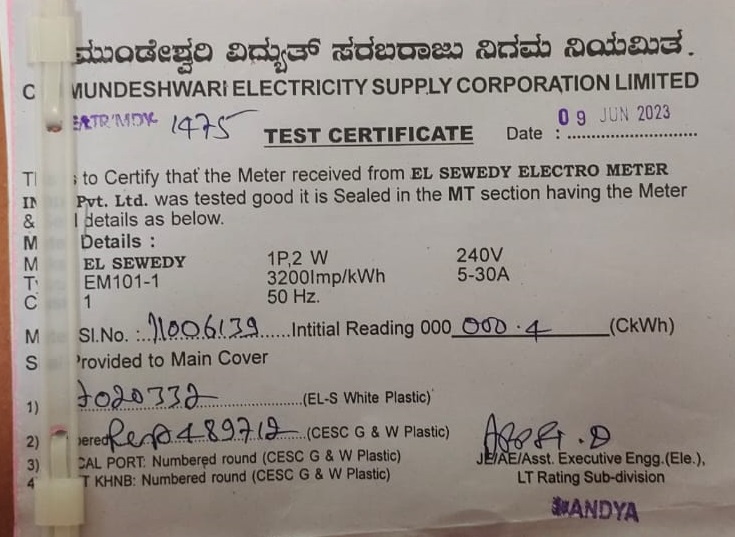 ಮುಂಡೇಶ್ವರಿ ವಿದ್ಯುತ್ ಸರಬರಾಜು ನಿಗಮ ನಿಯಮಿತ.
C MUNDESHWARI ELECTRICITY SUPPLY CORPORATION LIMITED
1475 TEST CERTIFICATE Date : 09 JUN 2023
to Certify that the Meter received from EL SEWEDY ELECTRO METER
Pvt. Ltd. was tested good it is Sealed in the MT section having the Meter
& details as below.
M Details :
M EL SEWEDY 1P,2 W 240V
T EM101-1 3200Imp/kWh 5-30A
C 1 50 Hz.
M Sl.No. : 11006139 Intitial Reading 000 000.4 (CkWh)
S Provided to Main Cover
1) 7020332 (EL-S White Plastic)
2) bered 489712 (CESC G & W Plastic)
3) CAL PORT: Numbered round (CESC G & W Plastic)
4 T KHNB: Numbered round (CESC G & W Plastic)
JE/AE/Asst. Executive Engg.(Ele.),
LT Rating Sub-division
MANDYA